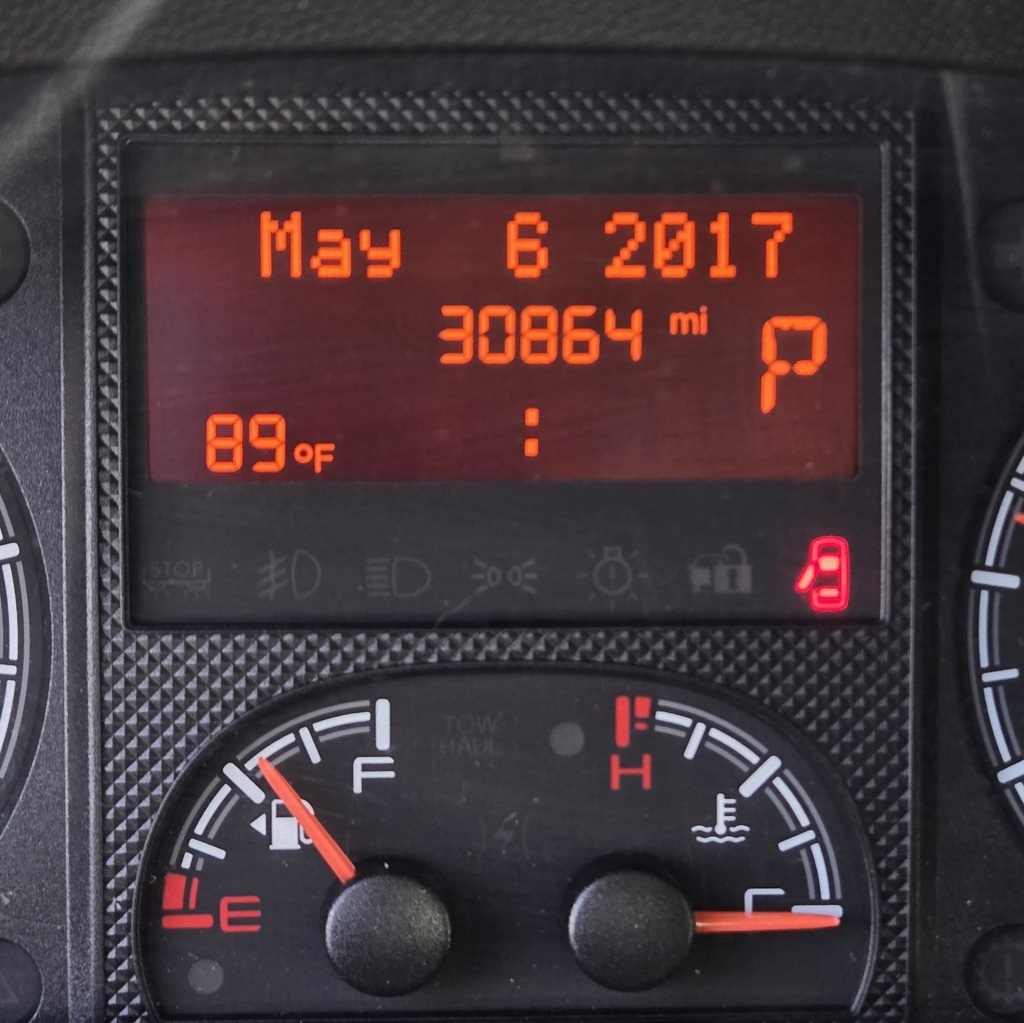 May 6 2017
30864 mi
P
89°F :
STOP
F
TOW
HAUL
H
E
C